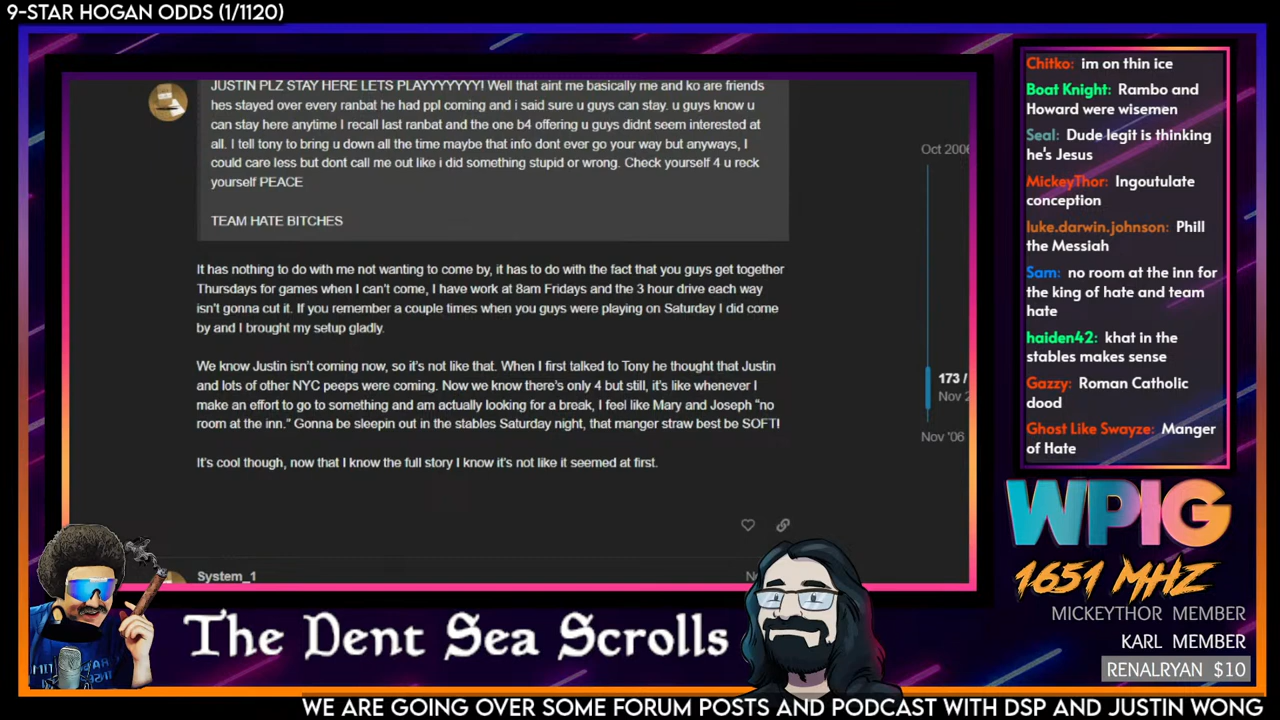 9-STAR HOGAN ODDS (1/1120)
JUSTIN PLZ STAY HERE LETS PLAYYYYYYY! Well that aint me basically me and ko are friends
hes stayed over every ranbat he had ppl coming and i said sure u guys can stay. u guys know u
can stay here anytime I recall last ranbat and the one b4 offering u guys didnt seem interested at
all. I tell tony to bring u down all the time maybe that info dont ever go your way but anyways, I
could care less but dont call me out like i did something stupid or wrong. Check yourself 4 u reck
yourself PEACE
TEAM HATE BITCHES
It has nothing to do with me not wanting to come by, it has to do with the fact that you guys get together
Thursdays for games when I can't come, I have work at 8am Fridays and the 3 hour drive each way
isn't gonna cut it. If you remember a couple times when you guys were playing on Saturday I did come
by and I brought my setup gladly.
We know Justin isn't coming now, so it's not like that. When I first talked to Tony he thought that Justin
and lots of other NYC peeps were coming. Now we know there's only 4 but still, it's like whenever I
make an effort to go to something and am actually looking for a break, I feel like Mary and Joseph "no
room at the inn." Gonna be sleepin out in the stables Saturday night, that manger straw best be SOFT!
It's cool though, now that I know the full story I know it's not like it seemed at first.
System_1
Oct 2006
173 /
Nov 2
Nov '06
Chitko: im on thin ice
Boat Knight: Rambo and
Howard were wisemen
Seal: Dude legit is thinking
he's Jesus
MickeyThor: Ingoutulate
conception
luke.darwin.johnson: Phill
the Messiah
Sam: no room at the inn for
the king of hate and team
hate
haiden42: khat in the
stables makes sense
Gazzy: Roman Catholic
dood
Ghost Like Swayze: Manger
of Hate
WPIG
1651 MHZ
MICKEYTHOR MEMBER
KARL MEMBER
RENALRYAN $10
The Dent Sea Scrolls
WE ARE GOING OVER SOME FORUM POSTS AND PODCAST WITH DSP AND JUSTIN WONG